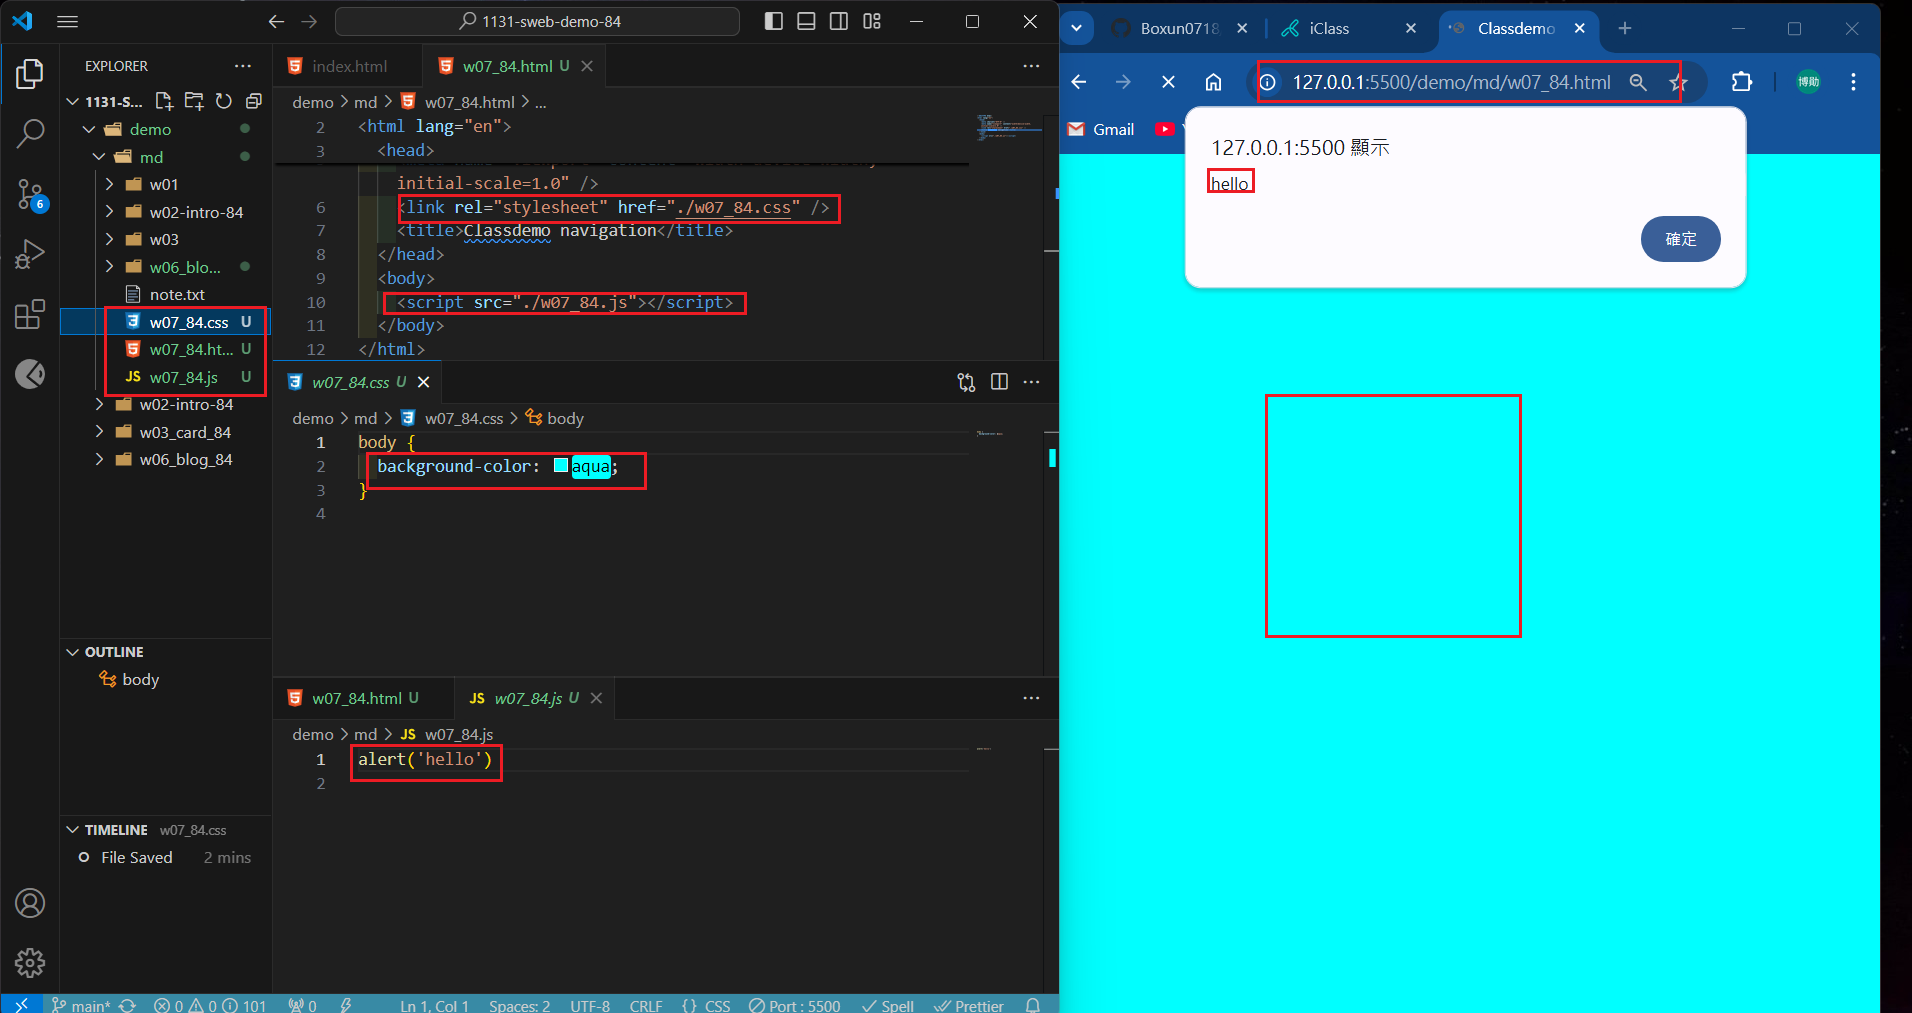 1131-sweb-demo-84
EXPLORER
1131-S...
demo
md
w01
w02-intro-84
w03
w06_blo...
note.txt
w07_84.css U
w07_84.ht... U
JS w07_84.js U
w02-intro-84
w03_card_84
w06_blog_84
6
OUTLINE
body
TIMELINE w07_84.css
File Saved 2 mins
index.html
w07_84.html U
demo > md > w07_84.html > ...
2 <html lang="en">
3 <head>
initial-scale=1.0" />
6 <link rel="stylesheet" href="./w07_84.css" />
7 <title>Classdemo navigation</title>
8 </head>
9 <body>
10 <script src="./w07_84.js"></script>
11 </body>
12 </html>
w07_84.css U
demo > md > w07_84.css > body
1 body {
2 background-color: aqua;
3 }
4
w07_84.html U
JS w07_84.js U
demo > md > JS w07_84.js
1 alert('hello')
2
main* 0 0 101 0 Ln 1, Col 1 Spaces: 2 UTF-8 CRLF {} CSS Port : 5500 Spell Prettier
Boxun0718
iClass
Classdemo
127.0.0.1:5500/demo/md/w07_84.html
博勛
Gmail
127.0.0.1:5500 顯示
hello
確定